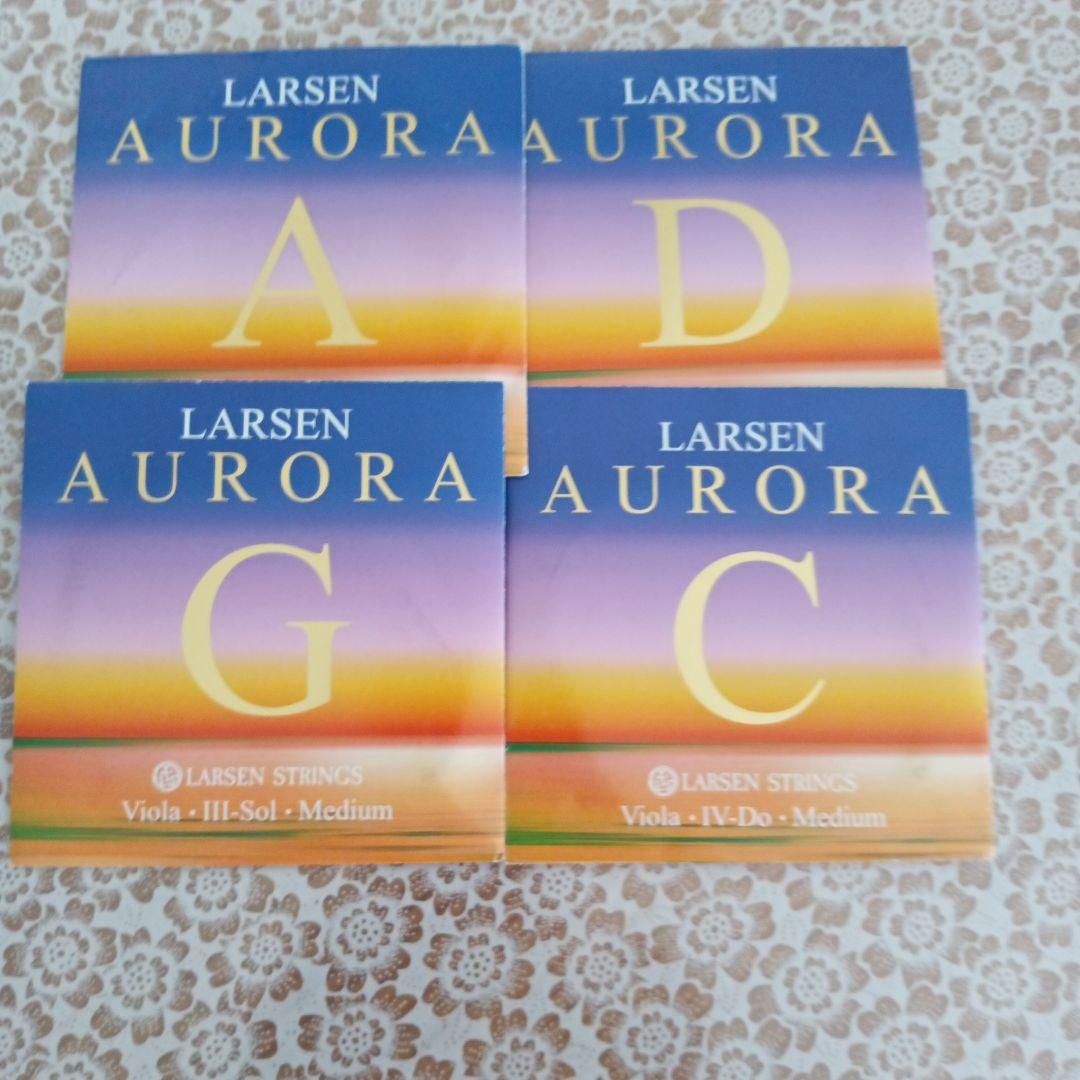 LARSEN
AURORA
A
LARSEN
AURORA
D
LARSEN
AURORA
G
LARSEN STRINGS
Viola • III-Sol • Medium
LARSEN
AURORA
C
LARSEN STRINGS
Viola • IV-Do • Medium